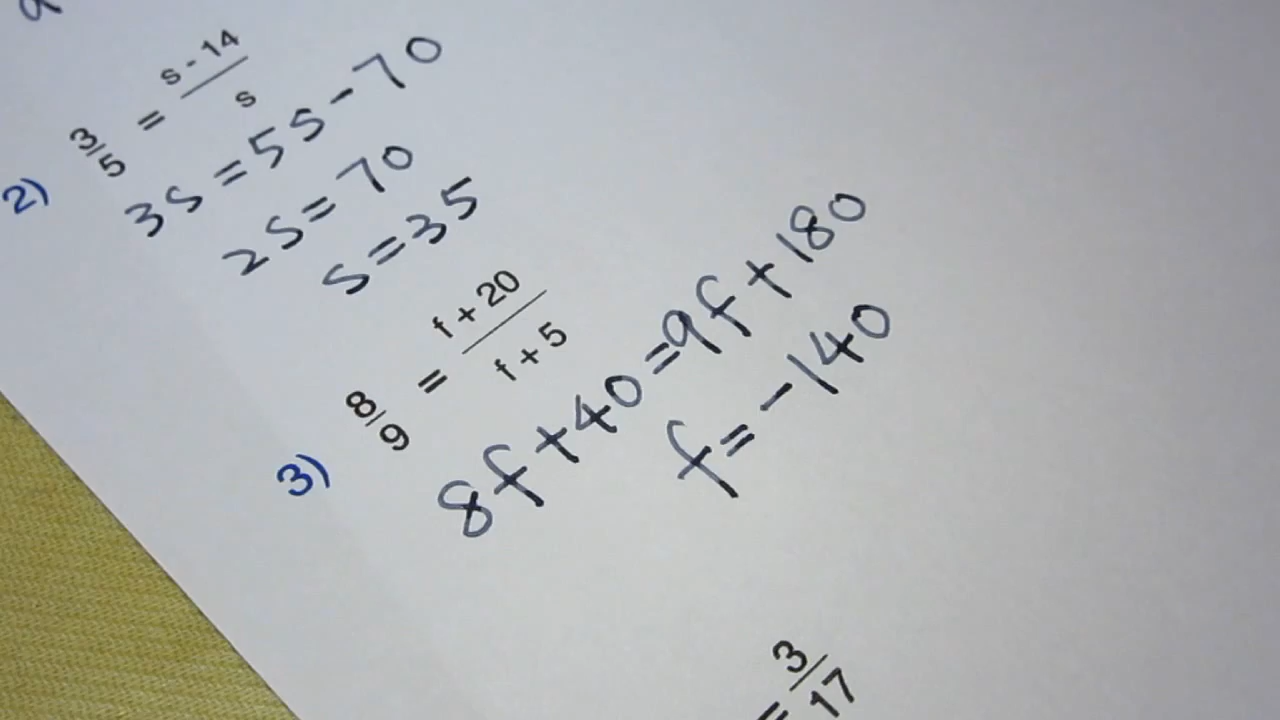 2) 3/5 = (s - 14)/s
3s = 5s - 70
2s = 70
s = 35
3) 8/9 = (f + 20)/(f + 5)
8f + 40 = 9f + 180
f = -140
= 3/17